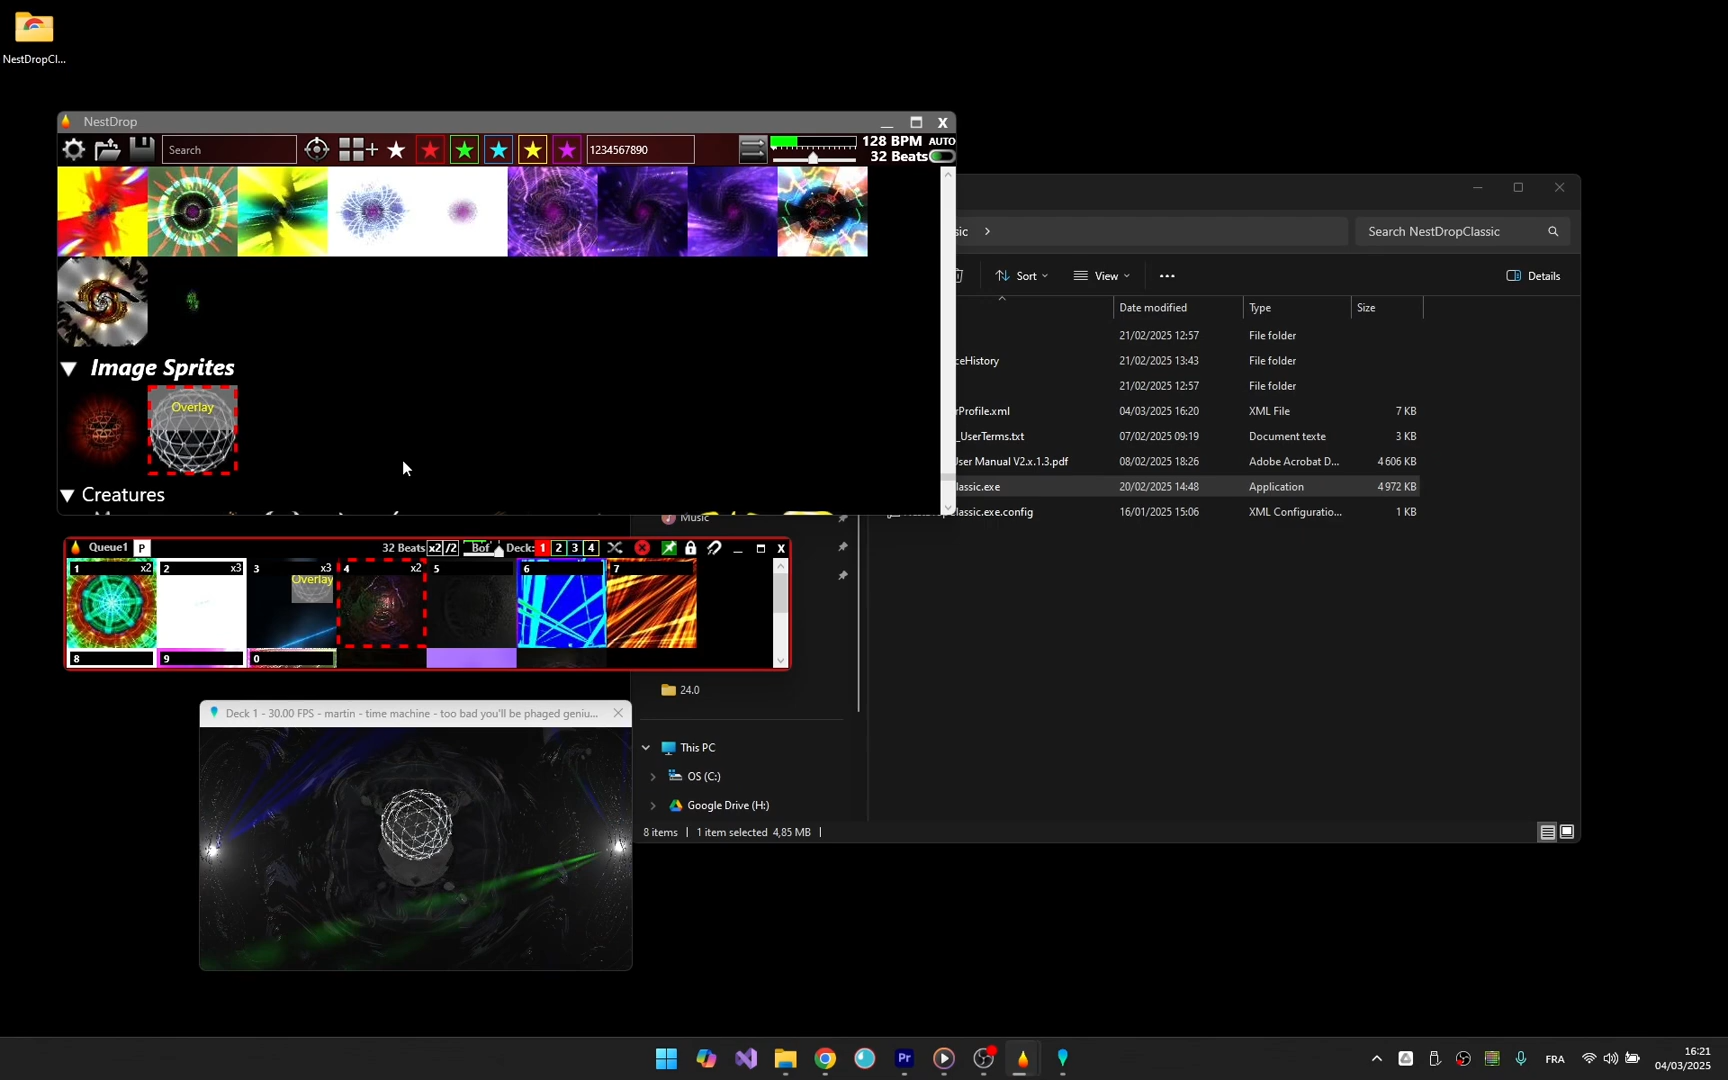 NestDropCl...
NestDrop
Search
1234567890
128 BPM AUTO
32 Beats
Image Sprites
Overlay
Creatures
Queue1 P
32 Beats x2 /2 Bof Deck: 1 2 3 4
1 x2
2 x3
3 x3
Overlay
4 x2
5
6
7
8
9
0
Deck 1 - 30.00 FPS - martin - time machine - too bad you'll be phaged geniu...
sic
Search NestDropClassic
Sort
View
Details
Date modified
Type
Size
21/02/2025 12:57 File folder
ceHistory 21/02/2025 13:43 File folder
21/02/2025 12:57 File folder
rProfile.xml 04/03/2025 16:20 XML File 7 KB
_UserTerms.txt 07/02/2025 09:19 Document texte 3 KB
User Manual V2.x.1.3.pdf 08/02/2025 18:26 Adobe Acrobat D... 4 606 KB
lassic.exe 20/02/2025 14:48 Application 4 972 KB
lassic.exe.config 16/01/2025 15:06 XML Configuratio... 1 KB
Music
24.0
This PC
OS (C:)
Google Drive (H:)
8 items | 1 item selected 4,85 MB |
Pr
FRA
16:21
04/03/2025